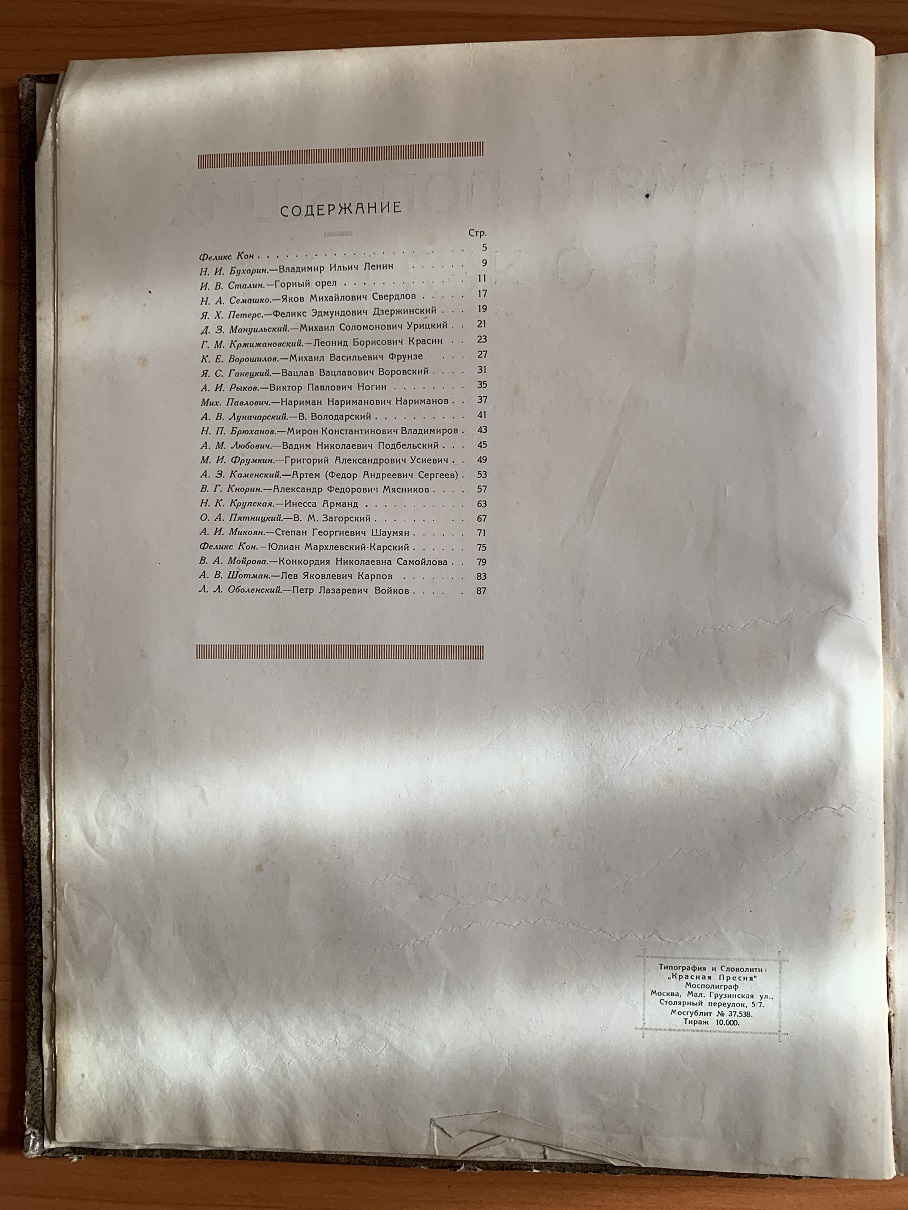 СОДЕРЖАНИЕ
Стр.
Феликс Кон . . . . . . . . . . . . . . . . . . . . . . 5
Н. И. Бухарин.—Владимир Ильич Ленин . . . . . . 9
И. В. Сталин.—Горный орел . . . . . . . . . . . . 11
Н. А. Семашко.—Яков Михайлович Свердлов . . . . . 17
Я. Х. Петерс.—Феликс Эдмундович Дзержинский . . . 19
Д. З. Мануильский.—Михаил Соломонович Урицкий . . 21
Г. М. Кржижановский.—Леонид Борисович Красин . . 23
К. Е. Ворошилов.—Михаил Васильевич Фрунзе . . . 27
Я. С. Ганецкий.—Вацлав Вацлавович Воровский . . . . 31
А. И. Рыков.—Виктор Павлович Ногин . . . . . . . . 35
Мих. Павлович.—Нариман Нариманович Нариманов . . 37
А. В. Луначарский.—В. Володарский . . . . . . . . . . 41
Н. П. Брюханов.—Мирон Константинович Владимиров . 43
А. М. Любович.—Вадим Николаевич Подбельский . . . 45
М. И. Фрумкин.—Григорий Александрович Усиевич . . 49
А. З. Каменский.—Артем (Федор Андреевич Сергеев) . 53
В. Г. Кнорин.—Александр Федорович Мясников . . . . 57
Н. К. Крупская.—Инесса Арманд . . . . . . . . . . . 63
О. А. Пятницкий.—В. М. Загорский . . . . . . . . . . 67
А. И. Микоян.—Степан Георгиевич Шаумян . . . . . . 71
Феликс Кон.—Юлиан Мархлевский-Карский . . . . . . 75
В. А. Мойрова.—Конкордия Николаевна Самойлова . . 79
А. В. Шотман.—Лев Яковлевич Карпов . . . . . . . 83
Л. Л. Оболенский.—Петр Лазаревич Войков . . . . . 87
Типография и Словолитн
„Красная Пресня"
Мосполиграф
Москва, Мал. Грузинская ул.,
Столярный переулок, 5/7.
Мосгублит № 37.538.
Тираж 10.000.